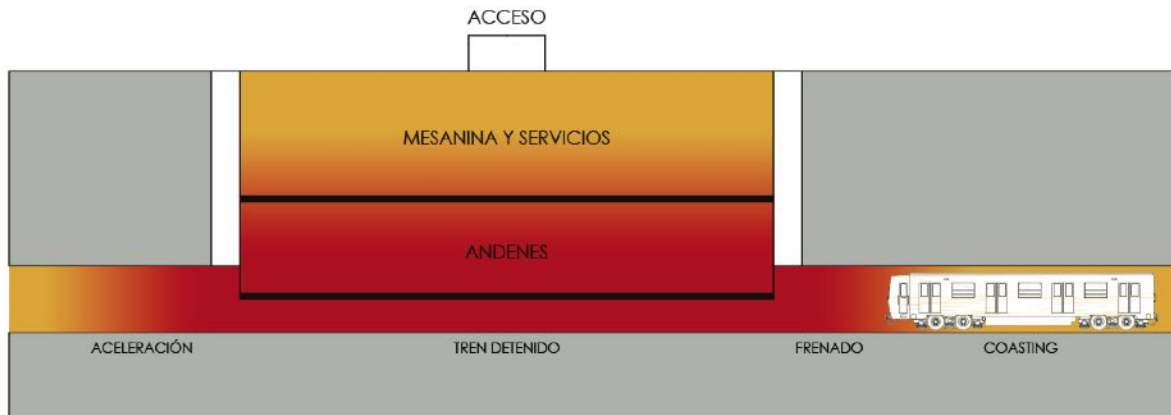 ACCESO
MESANINA Y SERVICIOS
ANDENES
ACELERACIÓN
TREN DETENIDO
FRENADO
COASTING